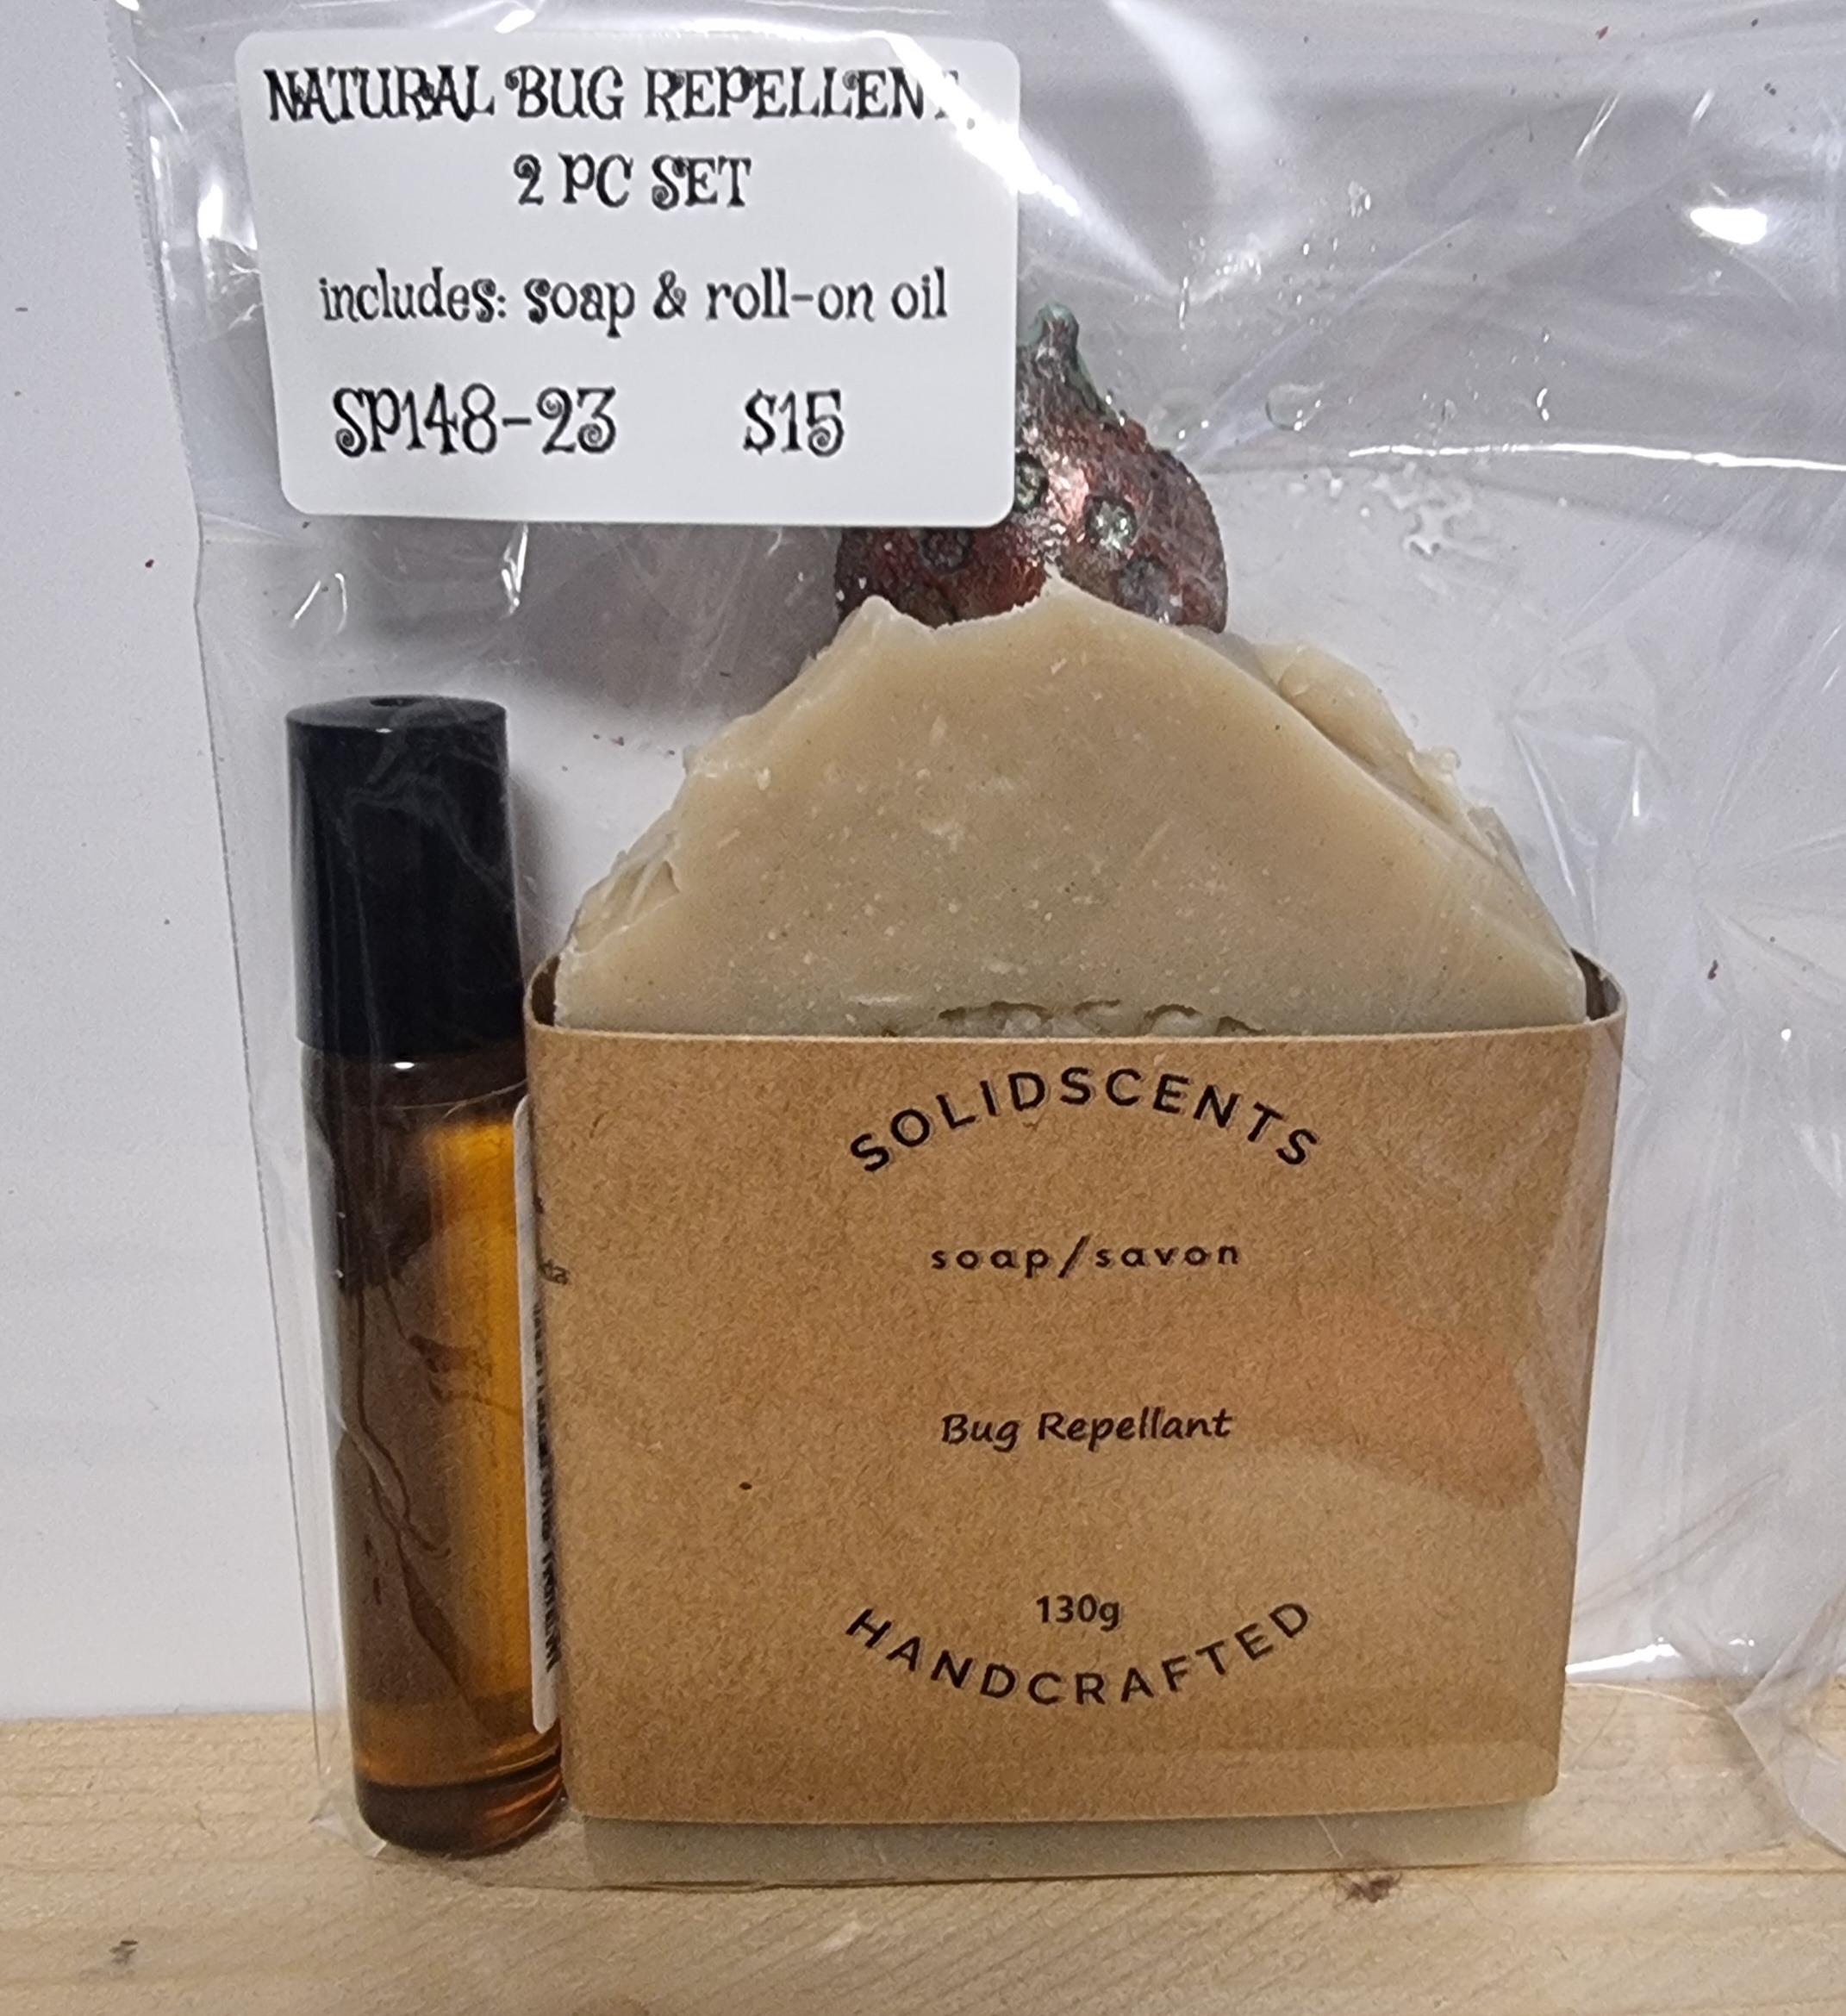 NATURAL BUG REPELLENT
2 PC SET
includes: soap & roll-on oil
SP148-23 $15
SOLIDSCENTS
soap/savon
Bug Repellant
130g
HANDCRAFTED